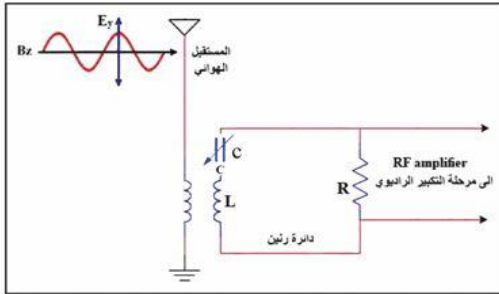 Ey
Bz
المستقبل
الهوائي
C
C
L
R
RF amplifier
الى مرحلة التكبير الراديوي
دائرة رنين